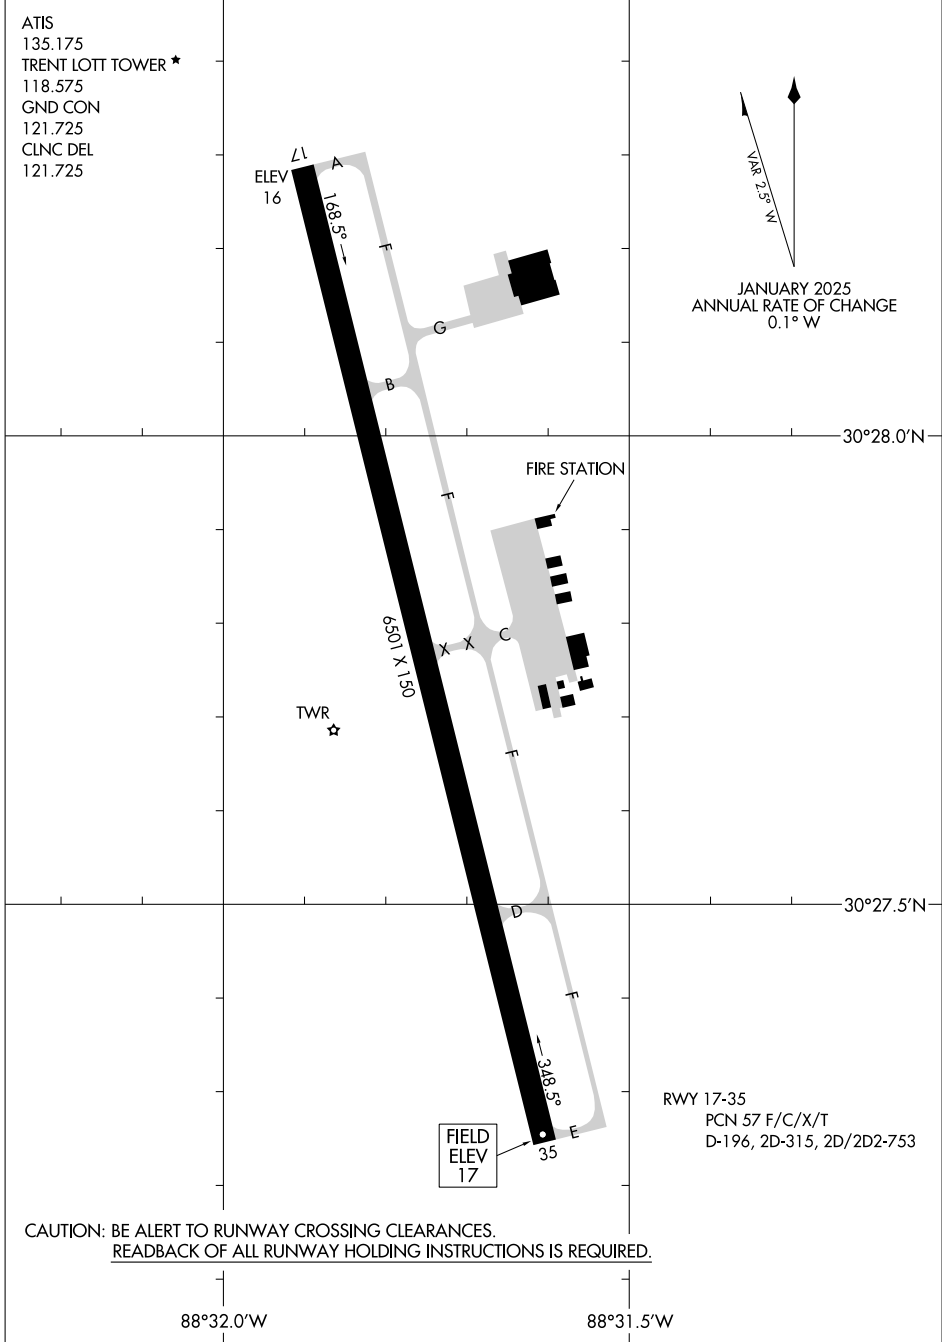 ATIS
135.175
TRENT LOTT TOWER ★
118.575
GND CON
121.725
CLNC DEL
121.725
VAR 2.5° W
JANUARY 2025
ANNUAL RATE OF CHANGE
0.1° W
17
A
ELEV
16
168.5°
F
G
B
30°28.0'N
FIRE STATION
F
C
X X
6501 X 150
TWR
F
30°27.5'N
D
F
348.5°
E
35
FIELD
ELEV
17
RWY 17-35
PCN 57 F/C/X/T
D-196, 2D-315, 2D/2D2-753
CAUTION: BE ALERT TO RUNWAY CROSSING CLEARANCES.
READBACK OF ALL RUNWAY HOLDING INSTRUCTIONS IS REQUIRED.
88°32.0'W
88°31.5'W